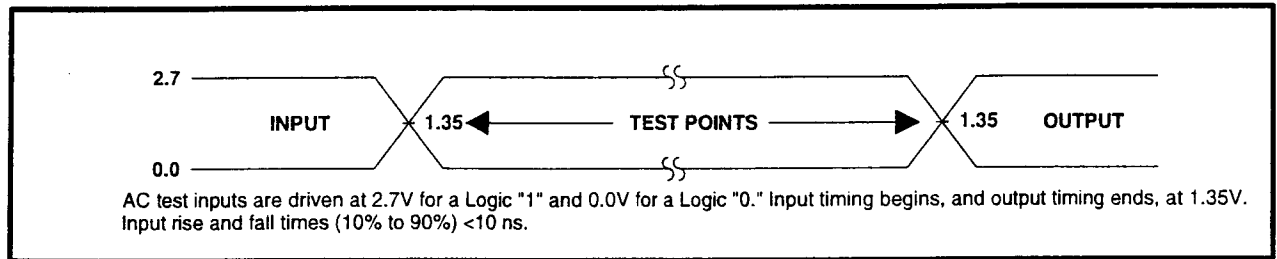 2.7
INPUT 1.35 TEST POINTS 1.35 OUTPUT
0.0
AC test inputs are driven at 2.7V for a Logic "1" and 0.0V for a Logic "0." Input timing begins, and output timing ends, at 1.35V.
Input rise and fall times (10% to 90%) <10 ns.